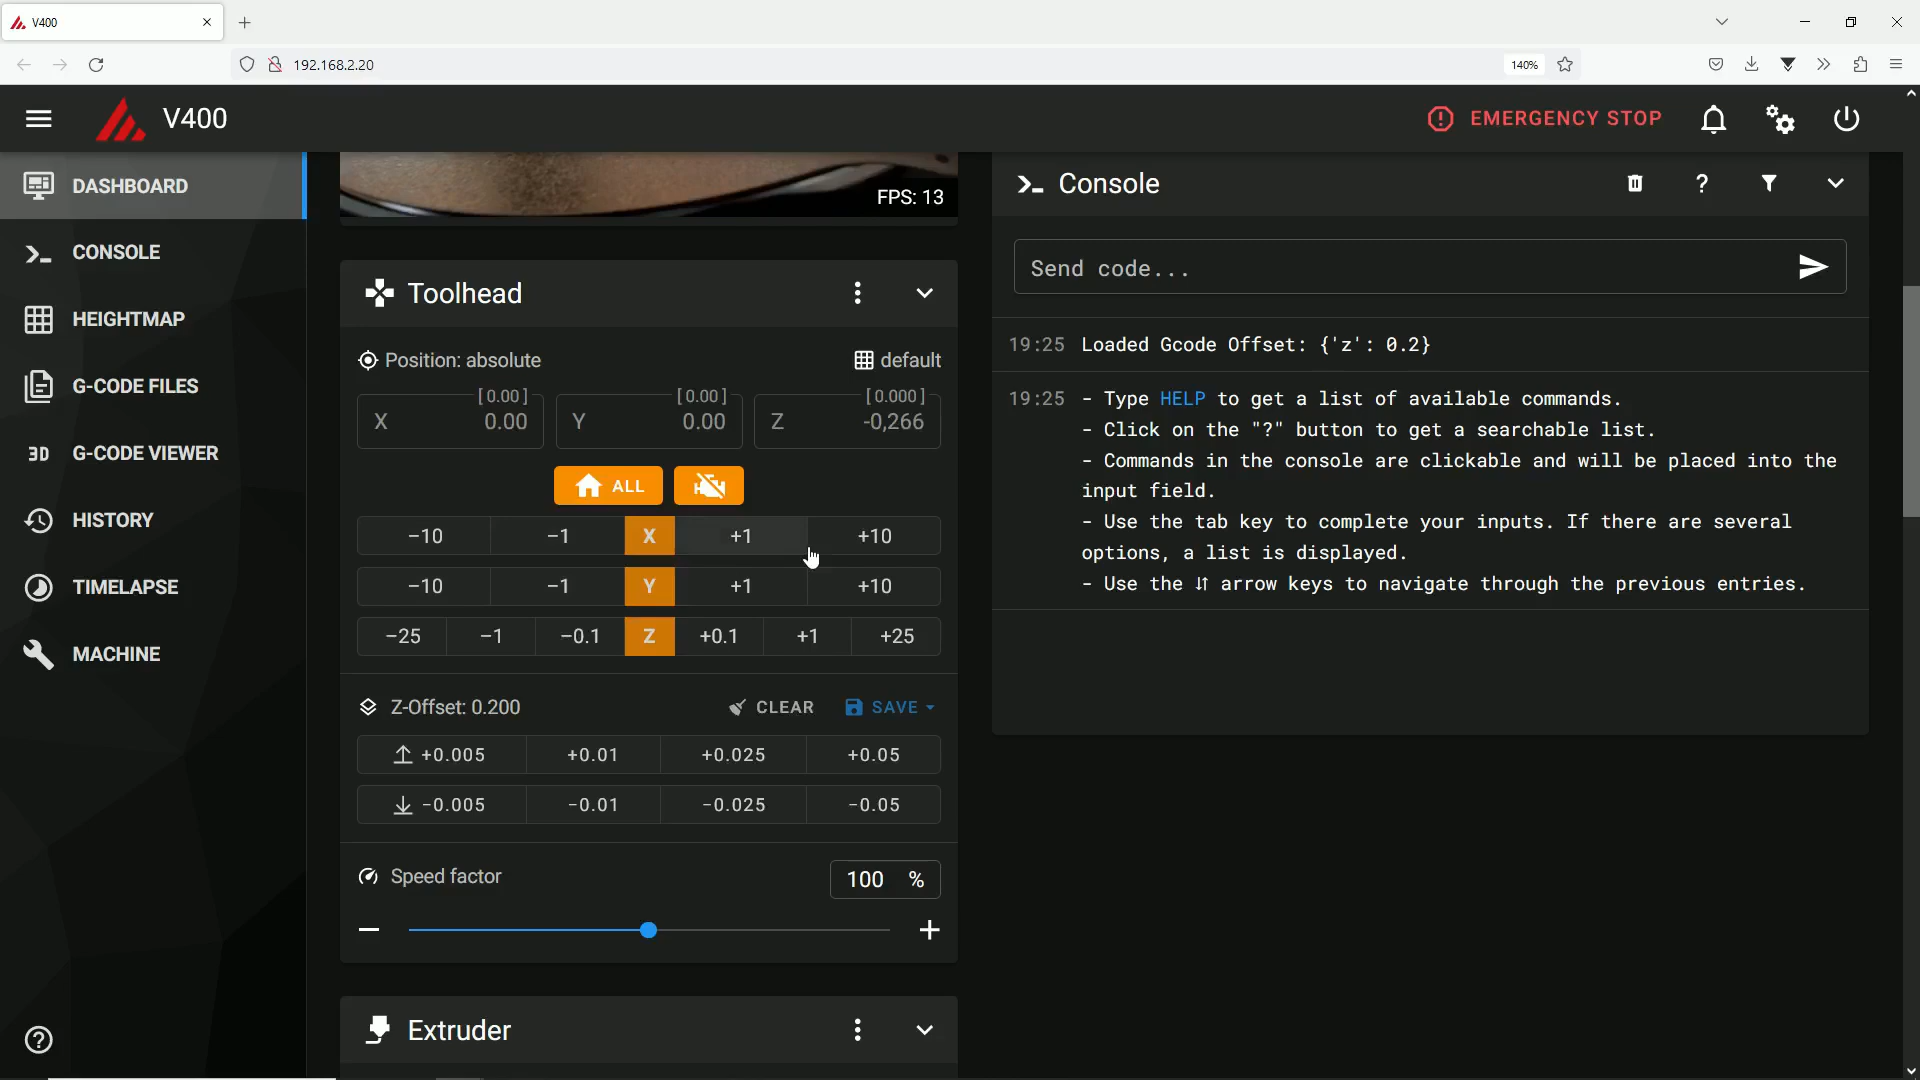 V400
192.168.2.20
140%
V400
EMERGENCY STOP
DASHBOARD
CONSOLE
HEIGHTMAP
G-CODE FILES
3D G-CODE VIEWER
HISTORY
TIMELAPSE
MACHINE
FPS: 13
Toolhead
Position: absolute
default
[0.00] [0.00] [0.000]
X 0.00 Y 0.00 Z -0,266
ALL
−10 −1 X +1 +10
−10 −1 Y +1 +10
−25 −1 −0.1 Z +0.1 +1 +25
Z-Offset: 0.200
CLEAR
SAVE
+0.005 +0.01 +0.025 +0.05
-0.005 -0.01 -0.025 -0.05
Speed factor
100 %
Extruder
Console
Send code...
19:25 Loaded Gcode Offset: {'z': 0.2}
19:25 - Type HELP to get a list of available commands.
- Click on the "?" button to get a searchable list.
- Commands in the console are clickable and will be placed into the
input field.
- Use the tab key to complete your inputs. If there are several
options, a list is displayed.
- Use the ⇵ arrow keys to navigate through the previous entries.